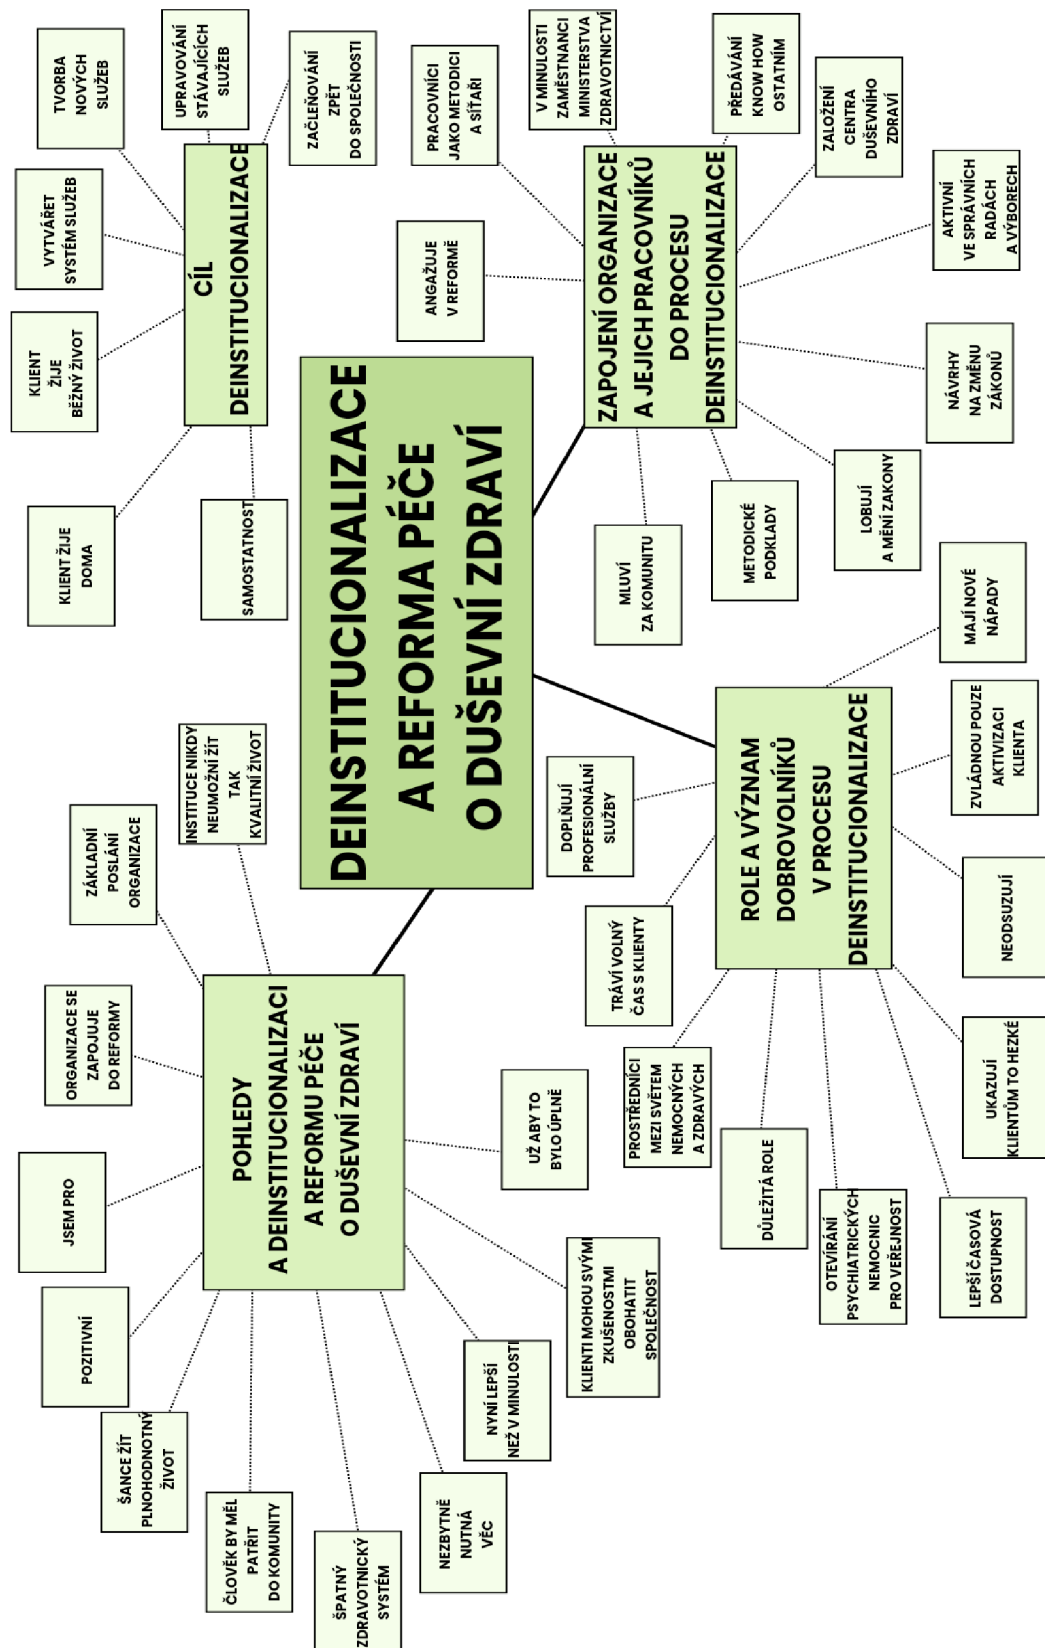 DEINSTITUCIONALIZACE
A REFORMA PÉČE
O DUŠEVNÍ ZDRAVÍ
POHLEDY
A DEINSTITUCIONALIZACI
A REFORMU PÉČE
O DUŠEVNÍ ZDRAVÍ
ŠPATNÝ
ZDRAVOTNICKÝ
SYSTÉM
ČLOVĚK BY MĚL
PATŘIT
DO KOMUNITY
ŠANCE ŽÍT
PLNOHODNOTNÝ
ŽIVOT
POZITIVNÍ
JSEM PRO
ORGANIZACE SE
ZAPOJUJE
DO REFORMY
ZÁKLADNÍ
POSLÁNÍ
ORGANIZACE
INSTITUCE NIKDY
NEUMOŽNÍ ŽÍT
TAK
KVALITNÍ ŽIVOT
UŽ ABY TO
BYLO ÚPLNĚ
KLIENTI MOHOU SVÝMI
ZKUŠENOSTMI
OBOHATIT
SPOLEČNOST
NYNÍ LEPŠÍ
NEŽ V MINULOSTI
NEZBYTNĚ
NUTNÁ
VĚC
CÍL
DEINSTITUCIONALIZACE
SAMOSTATNOST
KLIENT ŽIJE
DOMA
KLIENT
ŽIJE
BĚŽNÝ ŽIVOT
VYTVÁŘET
SYSTÉM SLUŽEB
TVORBA
NOVÝCH
SLUŽEB
UPRAVOVÁNÍ
STÁVAJÍCÍCH
SLUŽEB
ZAČLEŇOVÁNÍ
ZPĚT
DO SPOLEČNOSTI
ROLE A VÝZNAM
DOBROVOLNÍKŮ
V PROCESU
DEINSTITUCIONALIZACE
DOPLŇUJÍ
PROFESIONÁLNÍ
SLUŽBY
TRÁVÍ VOLNÝ
ČAS S KLIENTY
PROSTŘEDNÍCI
MEZI SVĚTEM
NEMOCNÝCH
A ZDRAVÝCH
DŮLEŽITÁ ROLE
OTEVÍRÁNÍ
PSYCHIATRICKÝCH
NEMOCNIC
PRO VEŘEJNOST
LEPŠÍ ČASOVÁ
DOSTUPNOST
UKAZUJÍ
KLIENTŮM TO HEZKÉ
NEODSUZUJÍ
ZVLÁDNOU POUZE
AKTIVIZACI
KLIENTA
MAJÍ NOVÉ
NÁPADY
ZAPOJENÍ ORGANIZACE
A JEJICH PRACOVNÍKŮ
DO PROCESU
DEINSTITUCIONALIZACE
MLUVÍ
ZA KOMUNITU
METODICKÉ
PODKLADY
LOBUJÍ
A MĚNÍ ZAKONY
NÁVRHY
NA ZMĚNU
ZÁKONŮ
AKTIVNÍ
VE SPRÁVNÍCH
RADÁCH
A VÝBORECH
ZALOŽENÍ
CENTRA
DUŠEVNÍHO
ZDRAVÍ
PŘEDÁVÁNÍ
KNOW HOW
OSTATNÍM
V MINULOSTI
ZAMĚSTNANCI
MINISTERSTVA
ZDRAVOTNICTVÍ
PRACOVNÍCI
JAKO METODICI
A SÍŤAŘI
ANGAŽUJE
V REFORMĚ